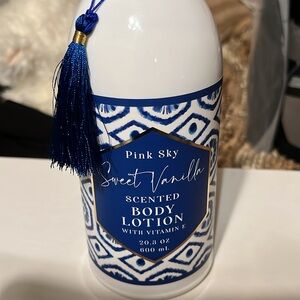 Pink Sky
Sweet Vanilla
SCENTED
BODY
LOTION
WITH VITAMIN E
20.3 OZ
600 mL